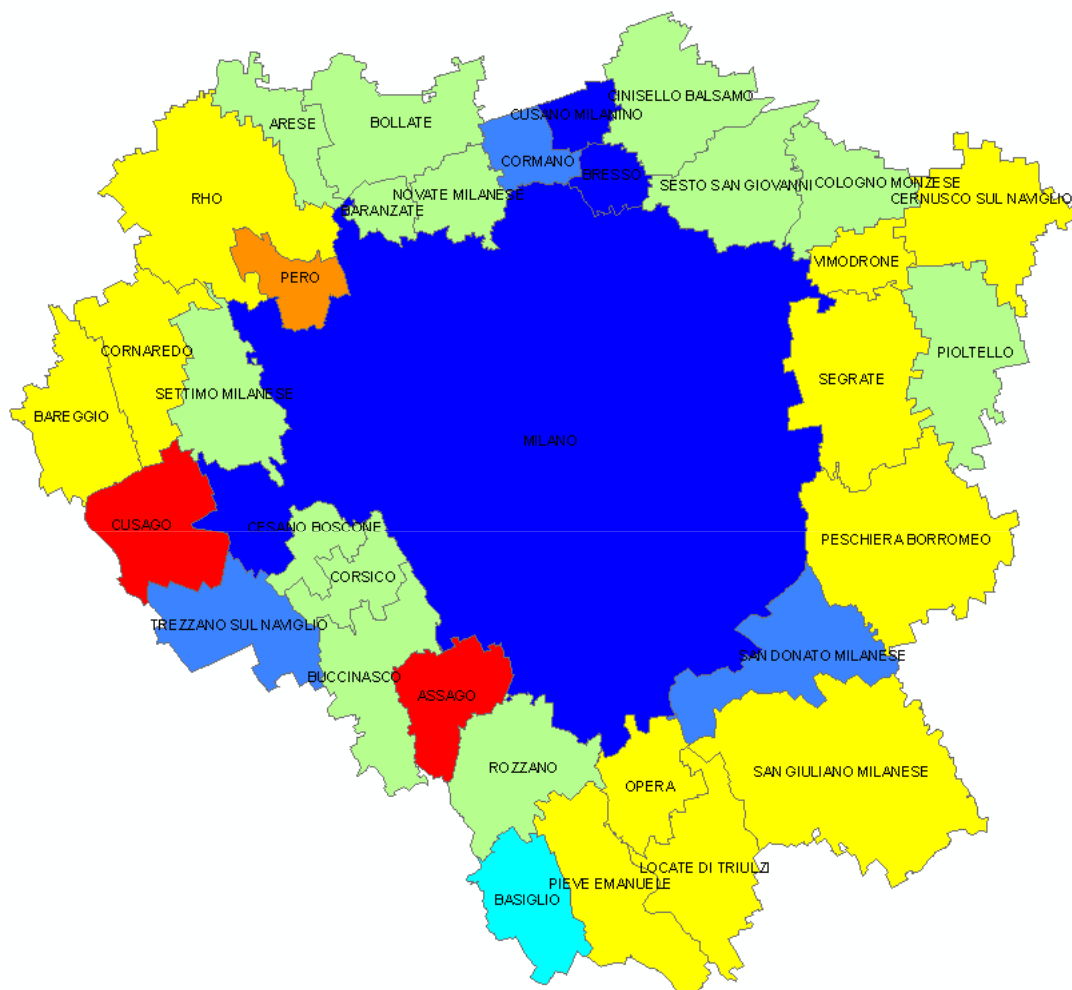 CINISELLO BALSAMO
CUSANO MILANINO
ARESE
BOLLATE
CORMANO
BRESSO
SESTO SAN GIOVANNI
COLOGNO MONZESE
RHO
NOVATE MILANESE
CERNUSCO SUL NAVIGLIO
BARANZATE
VIMODRONE
PERO
CORNAREDO
PIOLTELLO
SEGRATE
SETTIMO MILANESE
BAREGGIO
MILANO
CUSAGO
CESANO BOSCONE
PESCHIERA BORROMEO
CORSICO
TREZZANO SUL NAVIGLIO
SAN DONATO MILANESE
BUCCINASCO
ASSAGO
ROZZANO
SAN GIULIANO MILANESE
OPERA
LOCATE DI TRIULZI
PIEVE EMANUELE
BASIGLIO